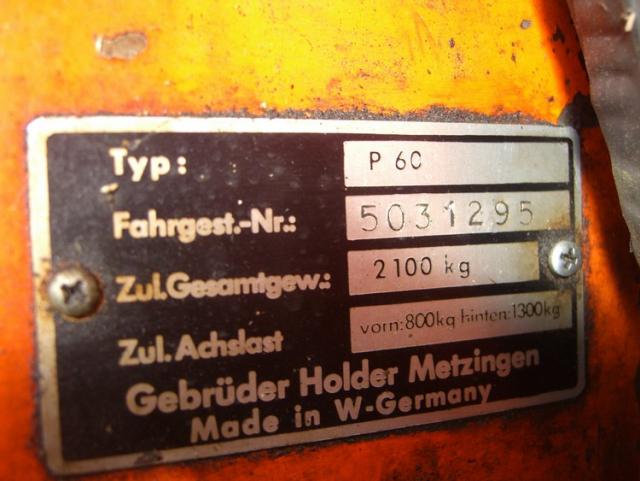 Typ: P 60
Fahrgest.-Nr.: 5031295
Zul.Gesamtgew.: 2100 kg
Zul. Achslast vorn:800kg hinten:1300kg
Gebrüder Holder Metzingen
Made in W-Germany